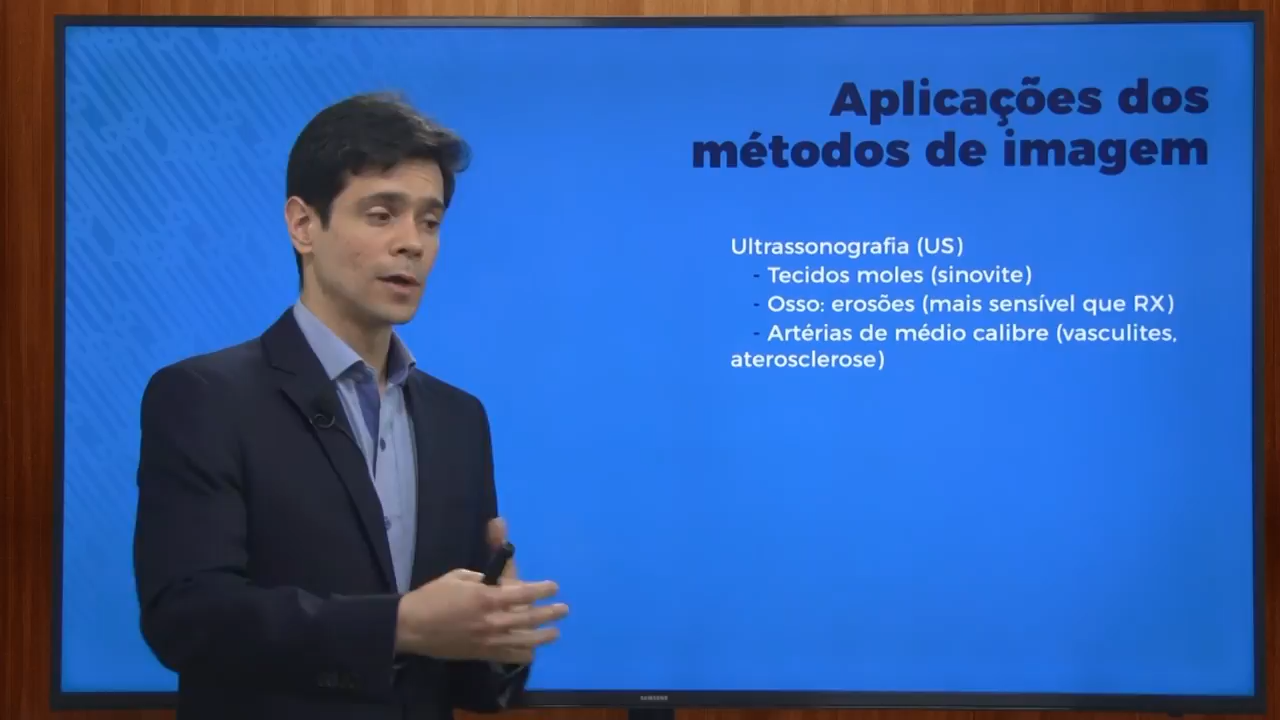 Aplicações dos
métodos de imagem
Ultrassonografia (US)
- Tecidos moles (sinovite)
- Osso: erosões (mais sensível que RX)
- Artérias de médio calibre (vasculites,
aterosclerose)
SAMSUNG